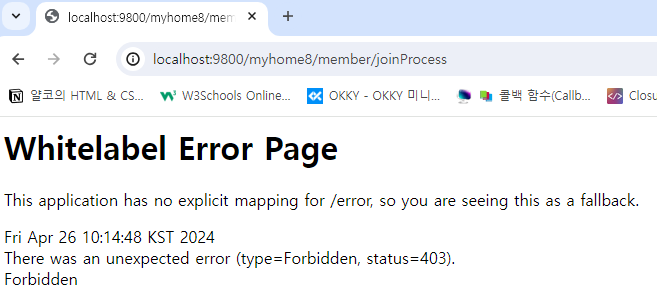 localhost:9800/myhome8/mem
localhost:9800/myhome8/member/joinProcess
얄코의 HTML & CS... W3Schools Online... OKKY - OKKY 미니... 콜백 함수(Callb... Closu
Whitelabel Error Page
This application has no explicit mapping for /error, so you are seeing this as a fallback.
Fri Apr 26 10:14:48 KST 2024
There was an unexpected error (type=Forbidden, status=403).
Forbidden